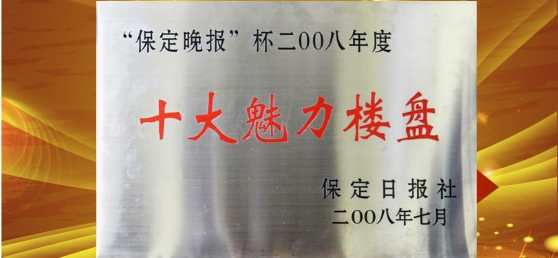 “保定晚报”杯二00八年度
十大魅力楼盘
保定日报社
二00八年七月